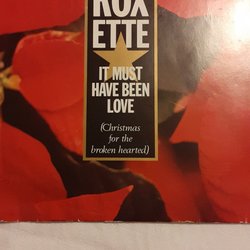 ROX
ETTE
IT MUST
HAVE BEEN
LOVE
(Christmas
for the
broken hearted)